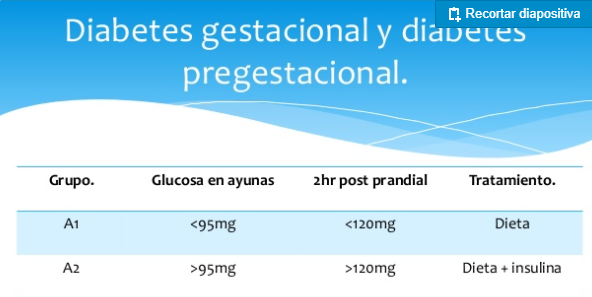 Recortar diapositiva
Diabetes gestacional y diabetes
pregestacional.
Grupo. Glucosa en ayunas 2hr post prandial Tratamiento.
A1 <95mg <120mg Dieta
A2 >95mg >120mg Dieta + insulina